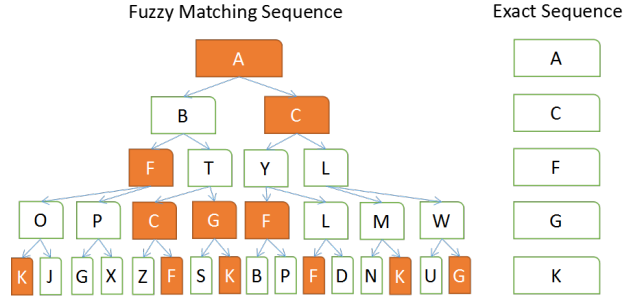 Fuzzy Matching Sequence
Exact Sequence
A
B C
F T Y L
O P C G F L M W
K J G X Z F S K B P F D N K U G
A
C
F
G
K